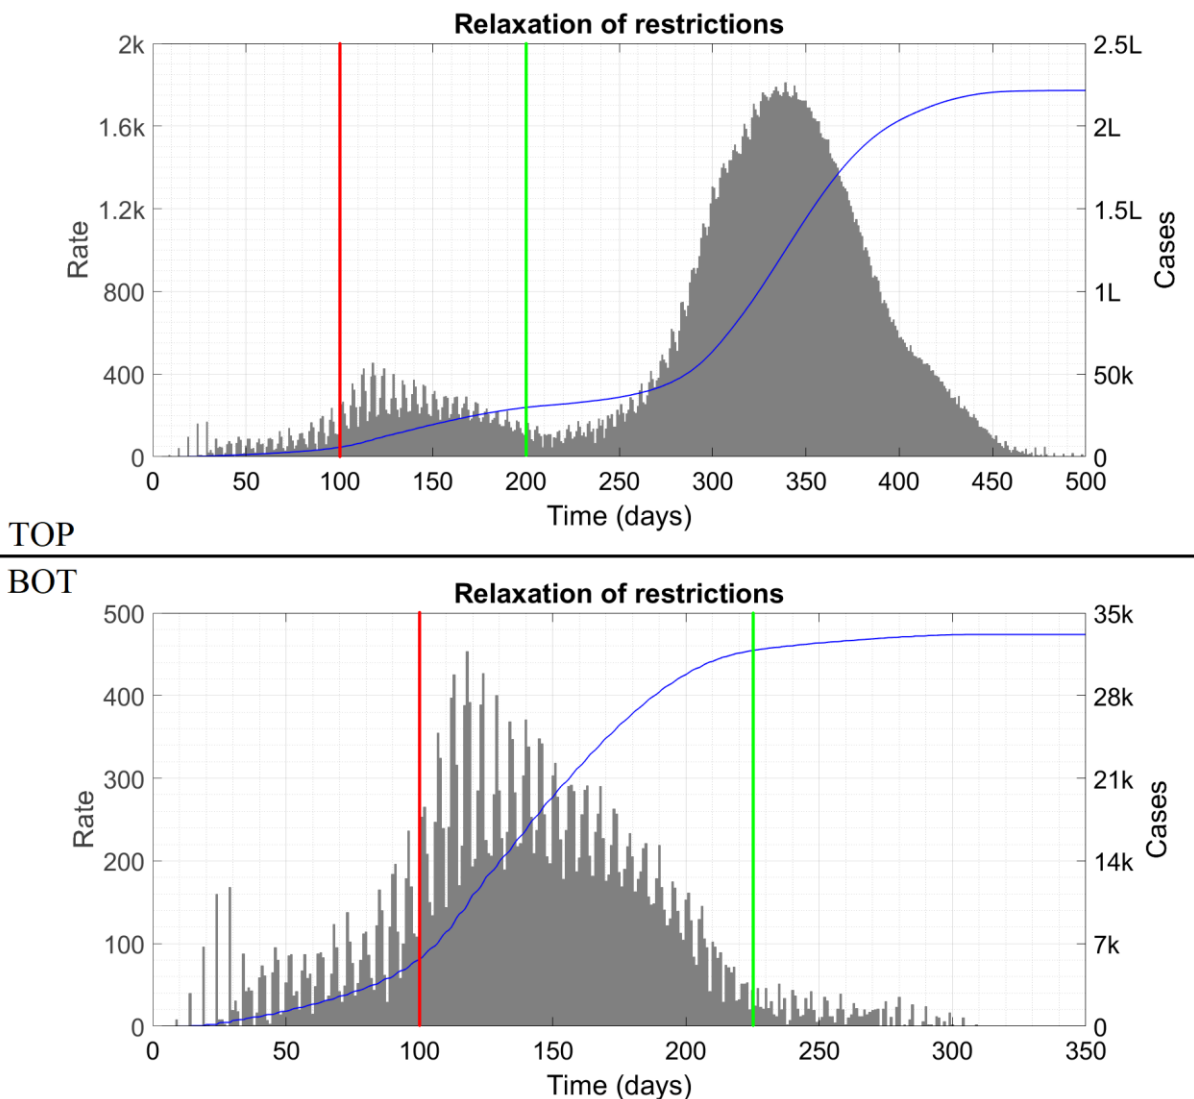 Relaxation of restrictions
2k
1.6k
1.2k
800
400
0
Rate
2.5L
2L
1.5L
1L
50k
0
Cases
0 50 100 150 200 250 300 350 400 450 500
Time (days)
TOP
BOT
Relaxation of restrictions
500
400
300
200
100
0
Rate
35k
28k
21k
14k
7k
0
Cases
0 50 100 150 200 250 300 350
Time (days)